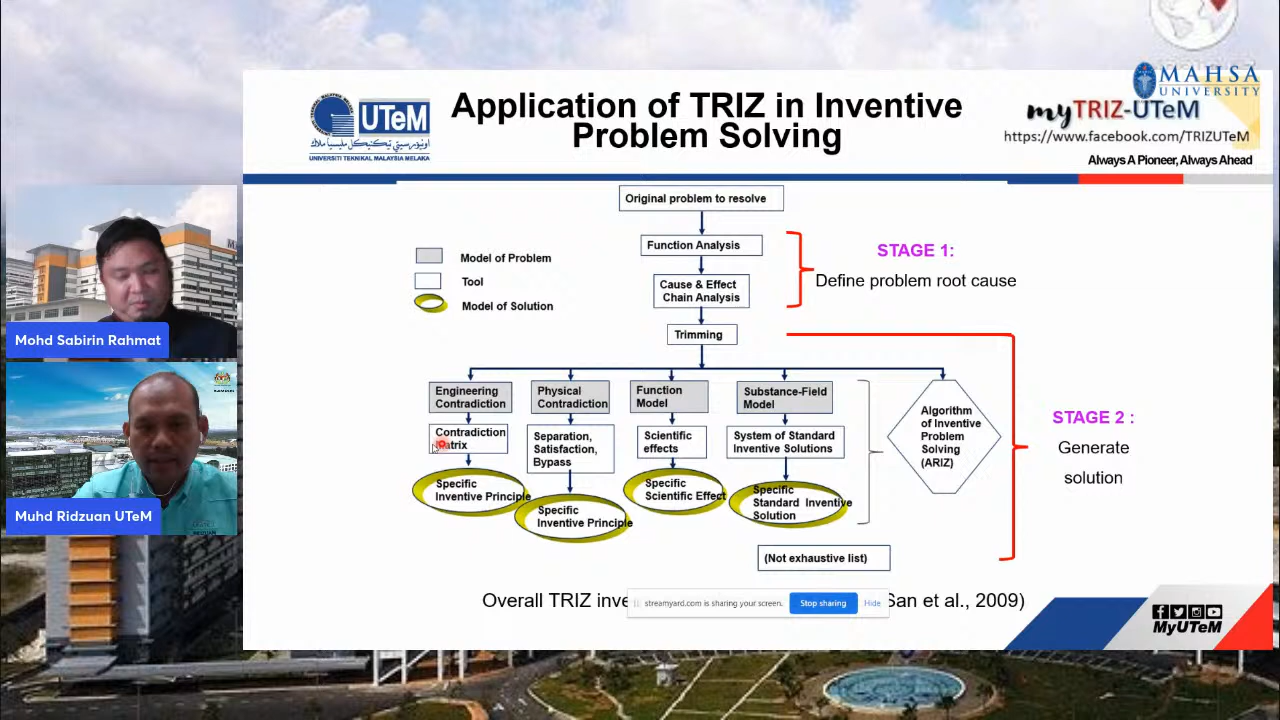 MAHSA
UNIVERSITY
UTeM
اونيۏرسيتي تيكنيكل مليسيا ملاك
UNIVERSITI TEKNIKAL MALAYSIA MELAKA
Application of TRIZ in Inventive
Problem Solving
myTRIZ-UTeM
https://www.facebook.com/TRIZUTeM
Always A Pioneer, Always Ahead
Original problem to resolve
Function Analysis
Cause & Effect
Chain Analysis
Trimming
Model of Problem
Tool
Model of Solution
STAGE 1:
Define problem root cause
Engineering
Contradiction
Contradiction
Specific
Inventive Principle
Physical
Contradiction
Separation,
Satisfaction,
Bypass
Specific
Inventive Principle
Function
Model
Scientific
effects
Specific
Scientific Effect
Substance-Field
Model
System of Standard
Inventive Solutions
Specific
Standard Inventive
Solution
Algorithm
of Inventive
Problem
Solving
(ARIZ)
STAGE 2 :
Generate
solution
(Not exhaustive list)
Overall TRIZ
San et al., 2009)
streamyard.com is sharing your screen.
Stop sharing
Hide
MyUTeM
Mohd Sabirin Rahmat
Muhd Ridzuan UTeM